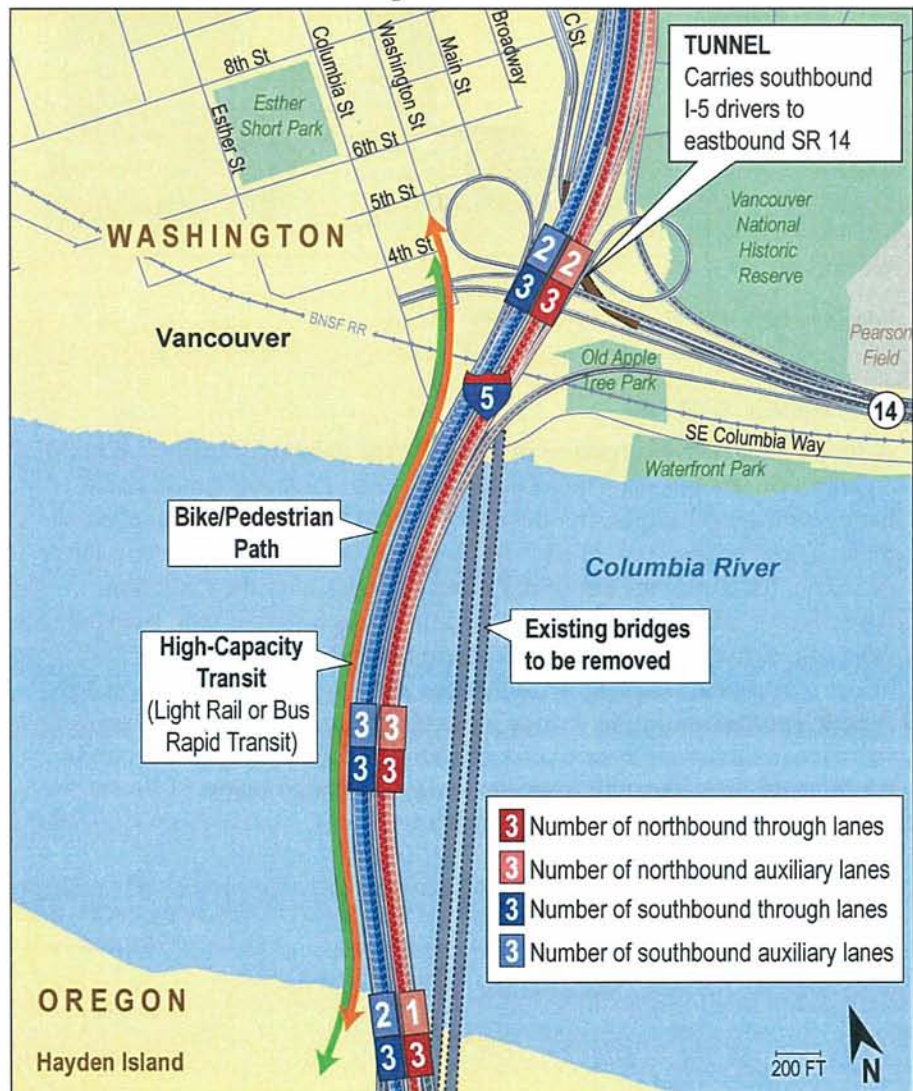 8th St
Esther
Short Park
Esther St
Columbia St
Washington St
Main St
Broadway
C St
6th St
5th St
4th St
TUNNEL
Carries southbound
I-5 drivers to
eastbound SR 14
Vancouver
National
Historic
Reserve
Pearson
Field
WASHINGTON
Vancouver
BNSF RR
2 2
3 3
5
Old Apple
Tree Park
14
SE Columbia Way
Waterfront Park
Bike/Pedestrian
Path
Columbia River
High-Capacity
Transit
(Light Rail or Bus
Rapid Transit)
Existing bridges
to be removed
3 3
3 3
3 Number of northbound through lanes
3 Number of northbound auxiliary lanes
3 Number of southbound through lanes
3 Number of southbound auxiliary lanes
OREGON
Hayden Island
2 1
3 3
200 FT
N